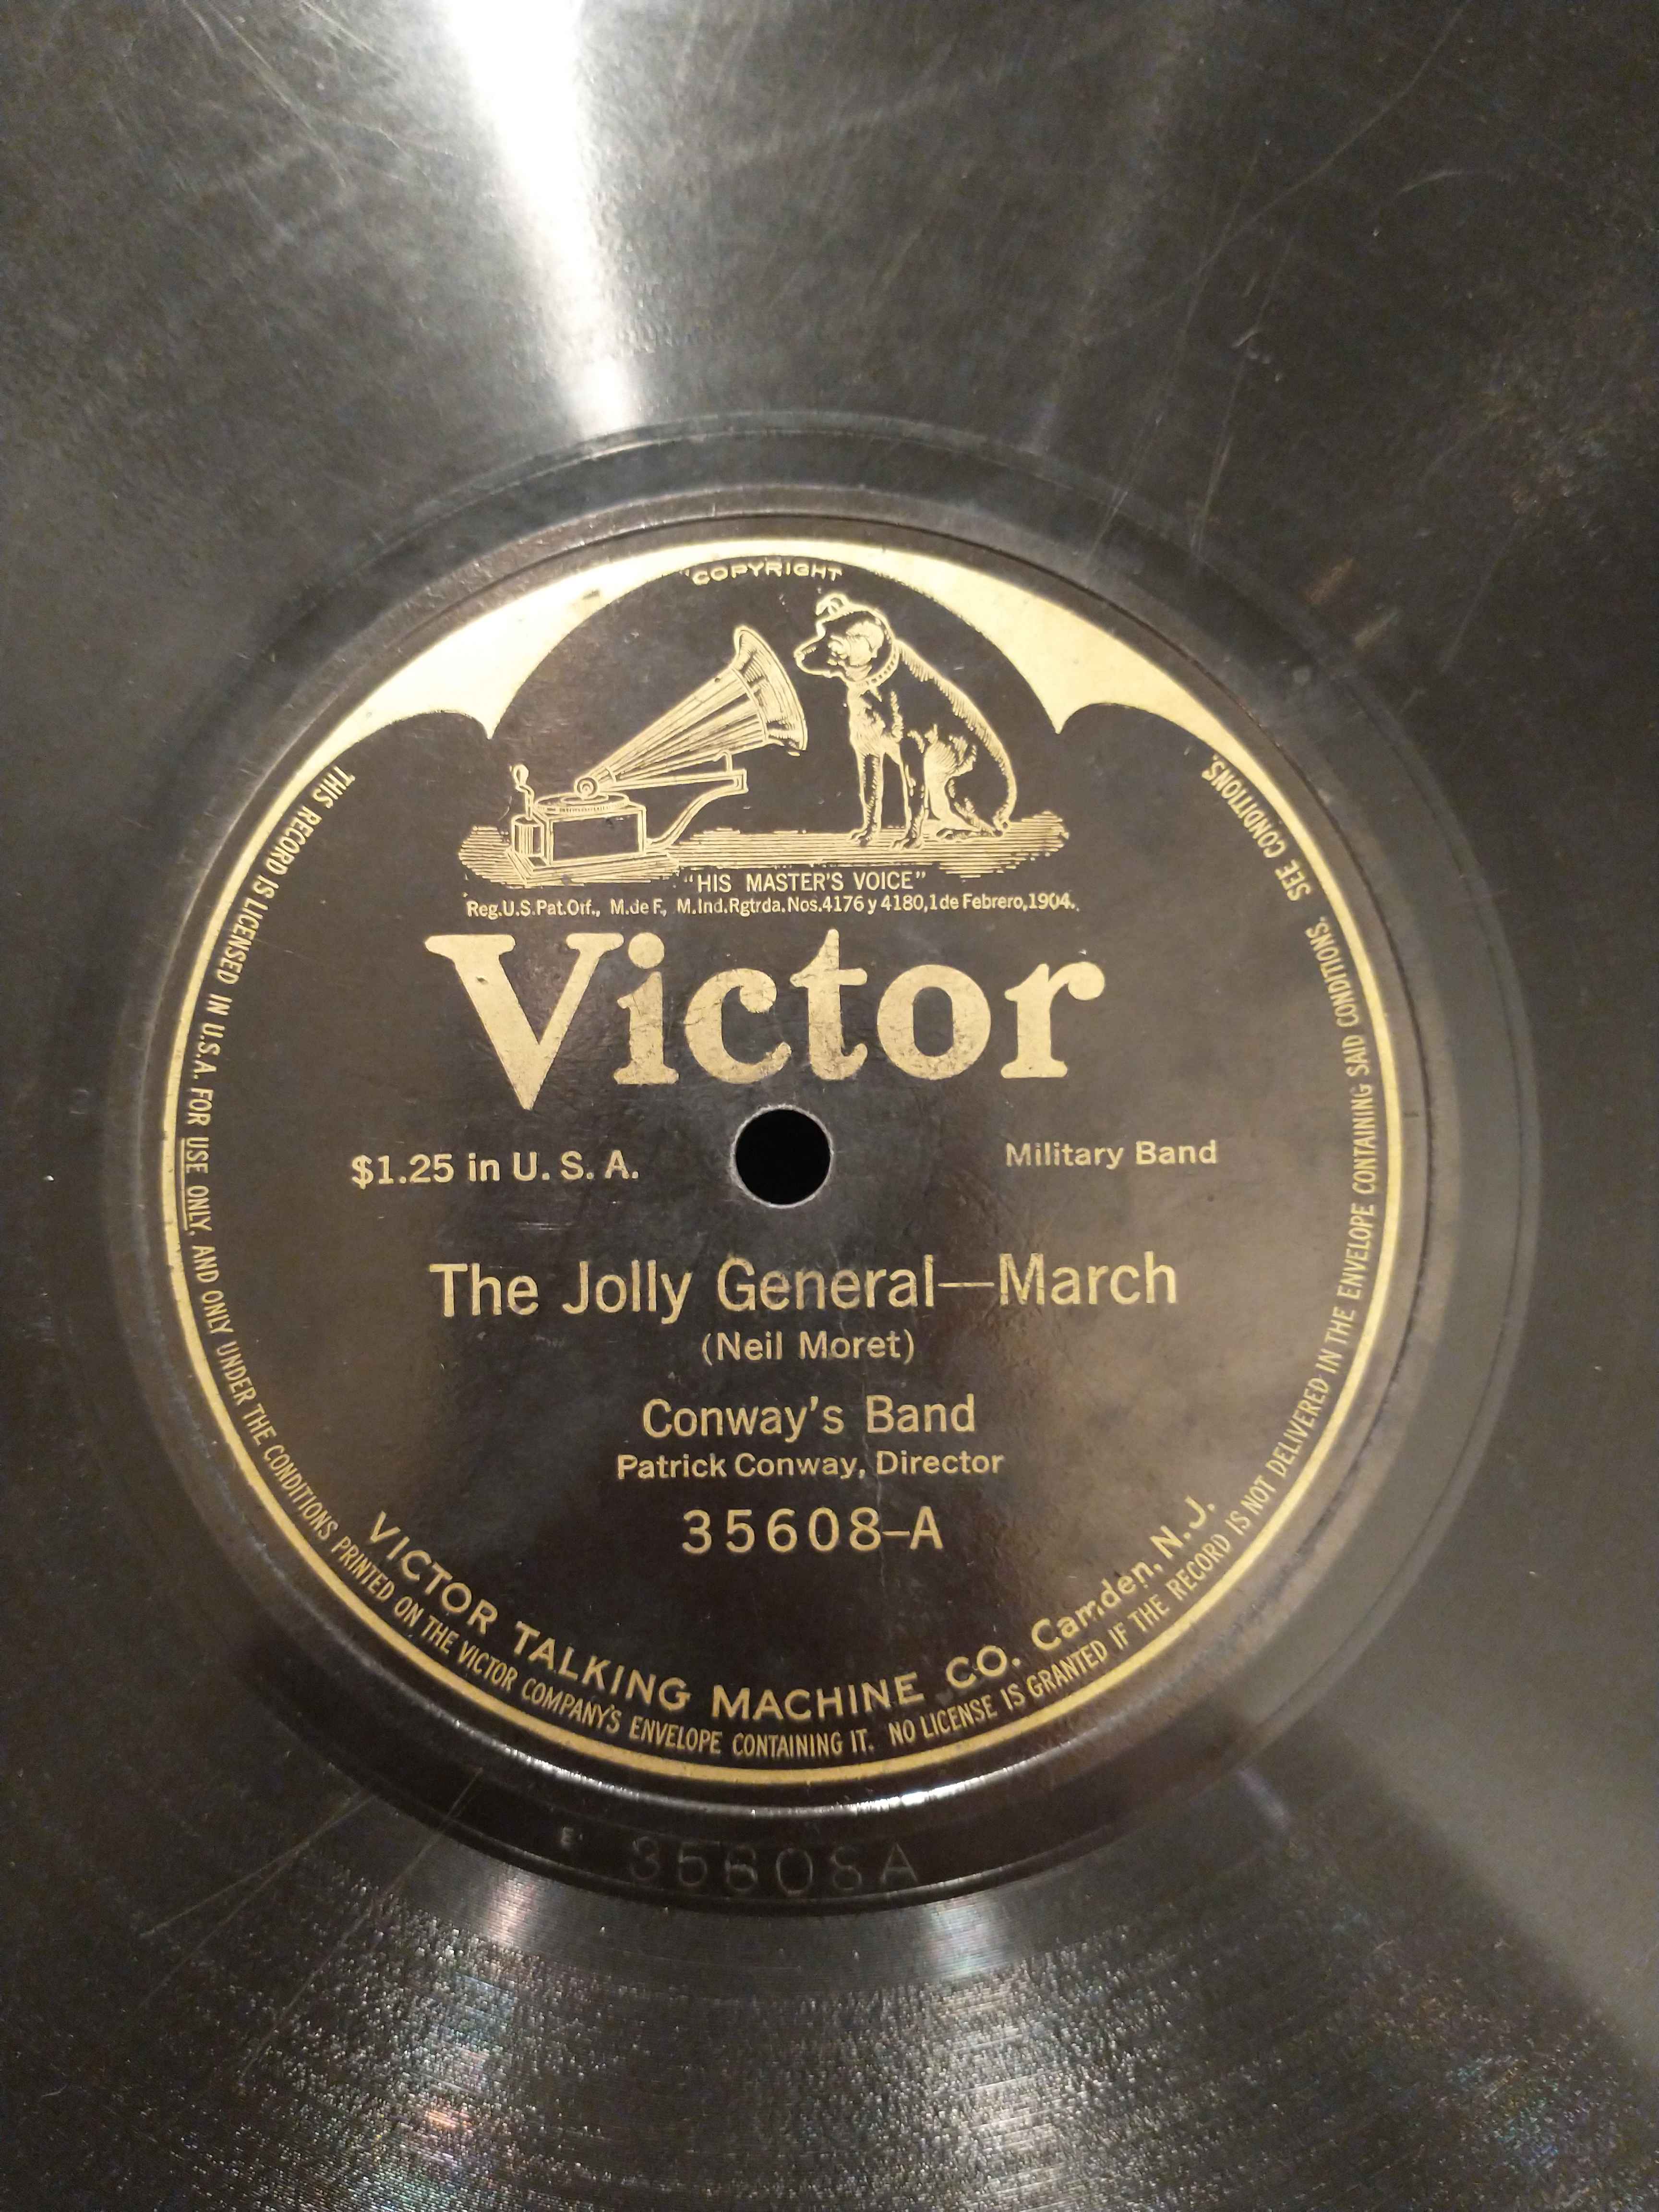 COPYRIGHT
"HIS MASTER'S VOICE"
Reg.U.S.Pat.Off., M.de F., M.Ind.Rgtrda.Nos.4176 y 4180,1 de Febrero,1904.
Victor
$1.25 in U. S. A.
Military Band
The Jolly General—March
(Neil Moret)
Conway's Band
Patrick Conway, Director
35608-A
VICTOR TALKING MACHINE CO. Camden, N. J.
THIS RECORD IS LICENSED IN U.S.A. FOR USE ONLY, AND ONLY UNDER THE CONDITIONS PRINTED ON THE VICTOR COMPANY'S ENVELOPE CONTAINING IT. NO LICENSE IS GRANTED IF THE RECORD IS NOT DELIVERED IN THE ENVELOPE CONTAINING SAID CONDITIONS. SEE CONDITIONS.
E 35608A